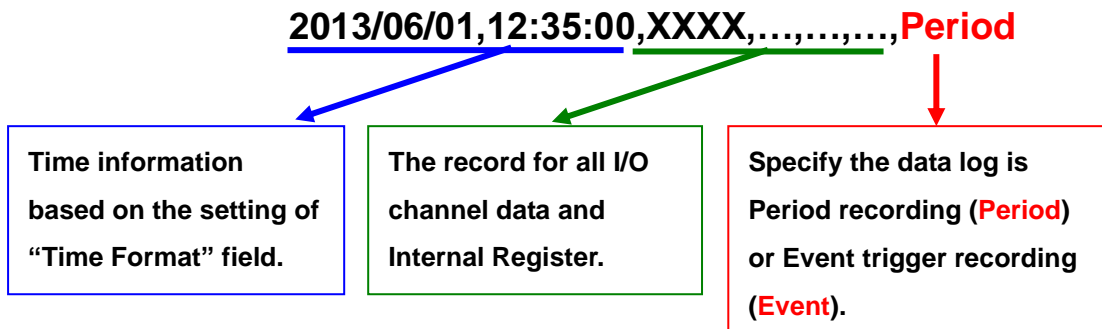 2013/06/01,12:35:00,XXXX,…,…,…,Period
Time information
based on the setting of
“Time Format” field.
The record for all I/O
channel data and
Internal Register.
Specify the data log is
Period recording (Period)
or Event trigger recording
(Event).